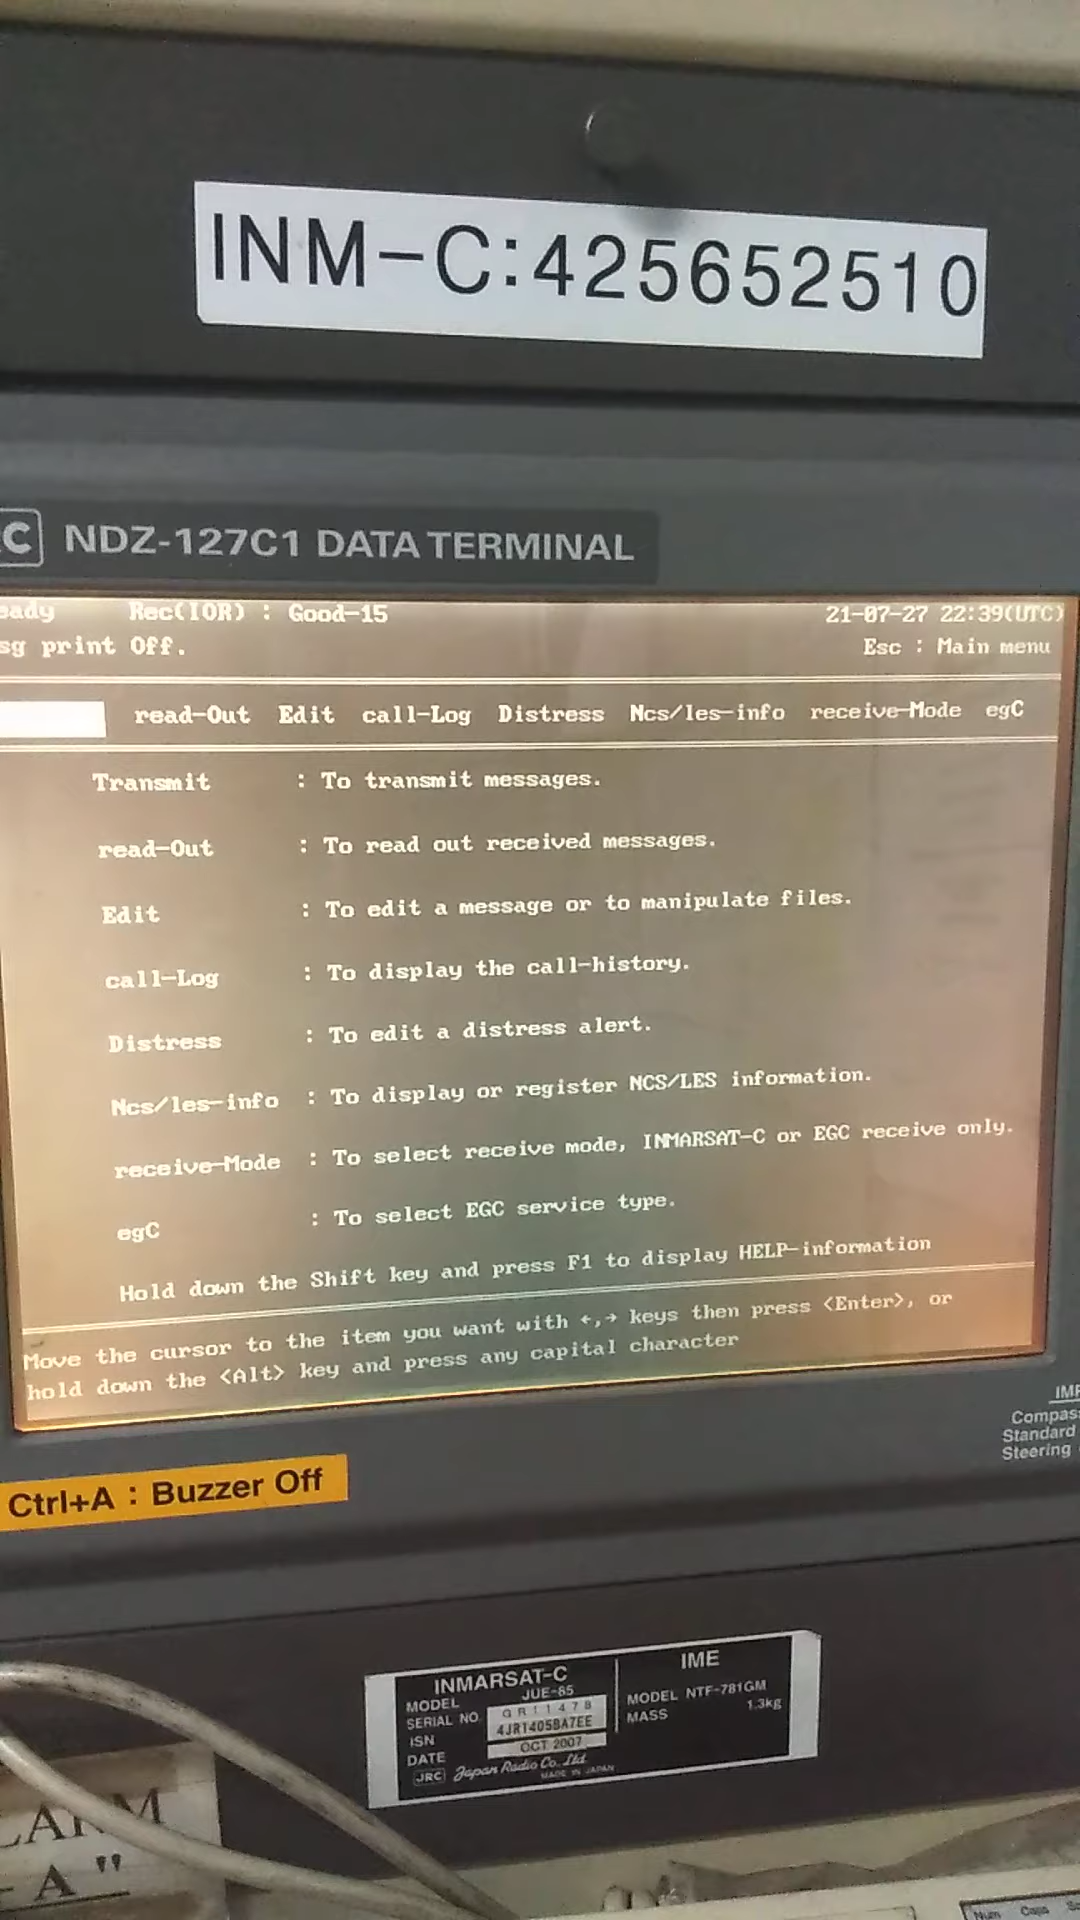 INM-C:425652510
C NDZ-127C1 DATA TERMINAL
eady Rec(IOR) : Good-15 21-07-27 22:39(UTC)
sg print Off. Esc : Main menu
read-Out Edit call-Log Distress Ncs/les-info receive-Mode egC
Transmit : To transmit messages.
read-Out : To read out received messages.
Edit : To edit a message or to manipulate files.
call-Log : To display the call-history.
Distress : To edit a distress alert.
Ncs/les-info : To display or register NCS/LES information.
receive-Mode : To select receive mode, INMARSAT-C or EGC receive only.
egC : To select EGC service type.
Hold down the Shift key and press F1 to display HELP-information
Move the cursor to the item you want with ←,→ keys then press <Enter>, or
hold down the <Alt> key and press any capital character
Compass
Standard
Steering
Ctrl+A : Buzzer Off
INMARSAT-C
MODEL JUE-85
SERIAL NO. GR11478
ISN 4JR1405BA7EE
DATE OCT 2007
JRC Japan Radio Co., Ltd.
MADE IN JAPAN
IME
MODEL NTF-781GM
MASS 1.3kg
A "
Num Caps